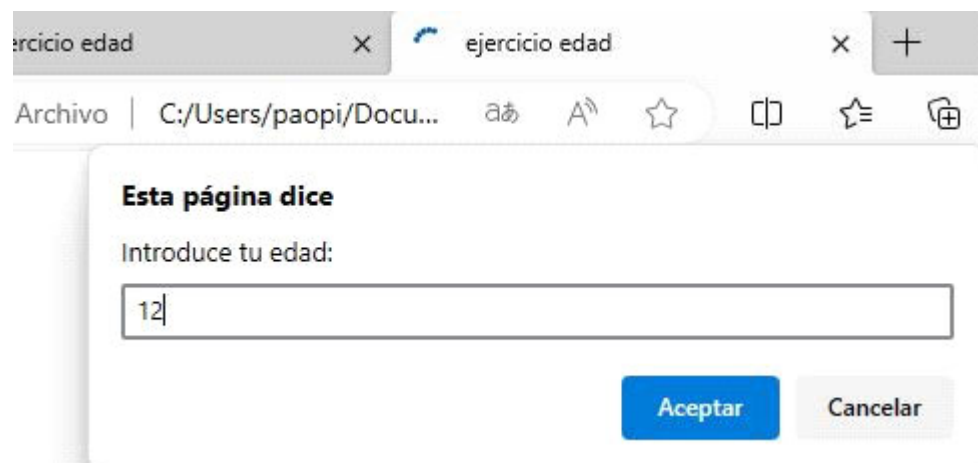 ercicio edad
ejercicio edad
Archivo | C:/Users/paopi/Docu...
Esta página dice
Introduce tu edad:
12
Aceptar Cancelar